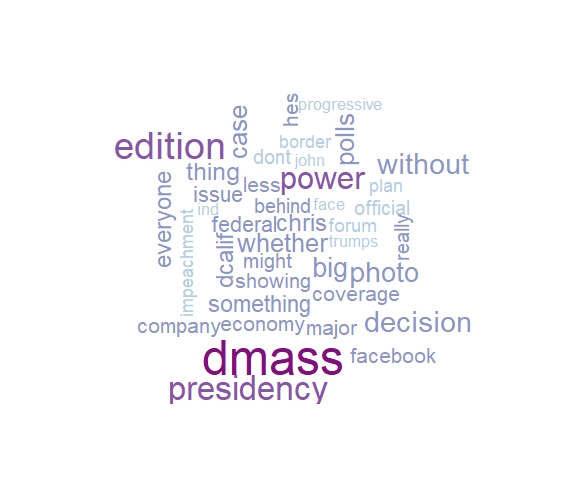 progressive
hes
case
polls
border
edition
dont
john
without
thing
less
power
plan
everyone
issue
behind
face
official
ind
impeachment
federal
chris
forum
really
dcalif
whether
trumps
might
big
photo
showing
coverage
something
company
economy
major
decision
dmass
facebook
presidency